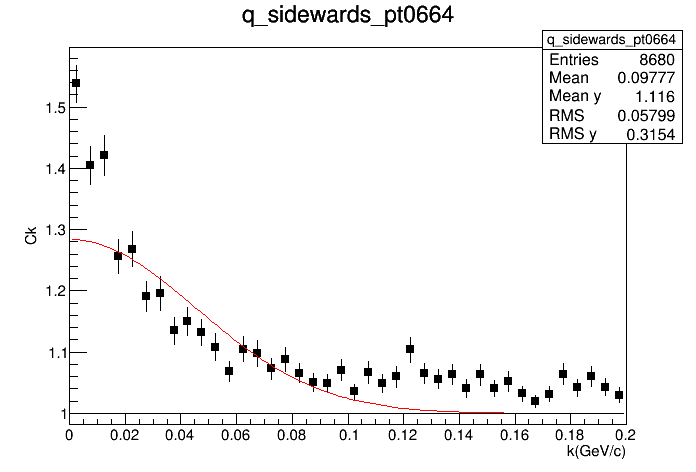 q_sidewards_pt0664
q_sidewards_pt0664
Entries 8680
Mean 0.09777
Mean y 1.116
RMS 0.05799
RMS y 0.3154
Ck
1.5
1.4
1.3
1.2
1.1
1
0 0.02 0.04 0.06 0.08 0.1 0.12 0.14 0.16 0.18 0.2
k(GeV/c)